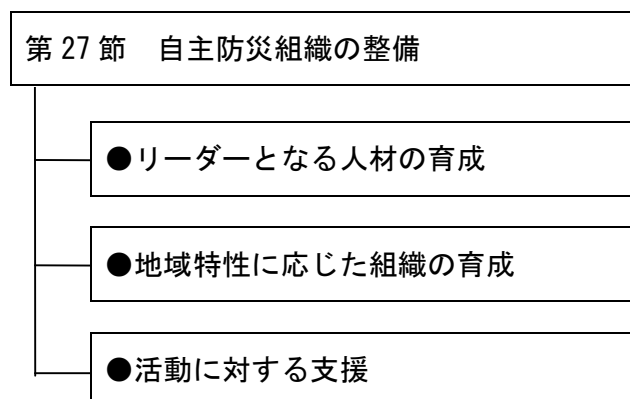 第27節　自主防災組織の整備
●リーダーとなる人材の育成
●地域特性に応じた組織の育成
●活動に対する支援